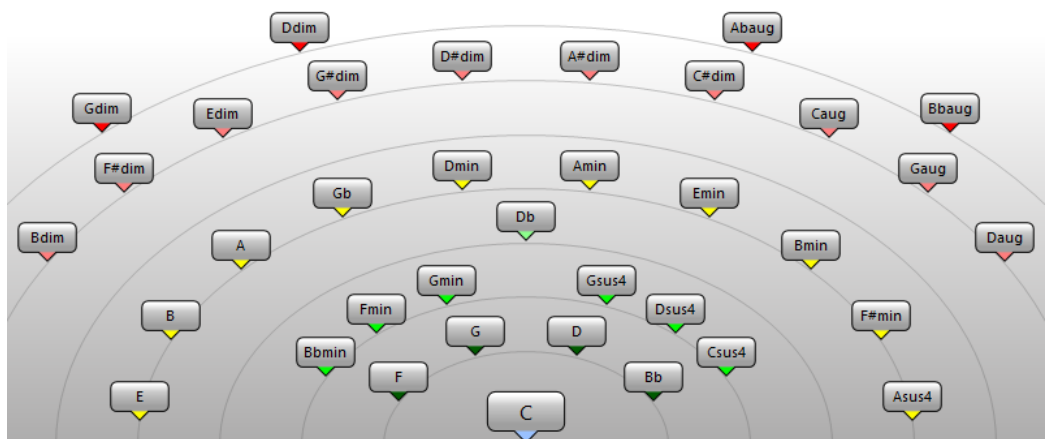 Ddim
Abaug
D#dim
A#dim
G#dim
C#dim
Gdim
Edim
Caug
Bbaug
F#dim
Dmin
Amin
Gaug
Gb
Emin
Db
Bdim
A
Bmin
Daug
Gmin
Gsus4
Fmin
Dsus4
B
F#min
G
D
Bbmin
Csus4
F
Bb
E
C
Asus4